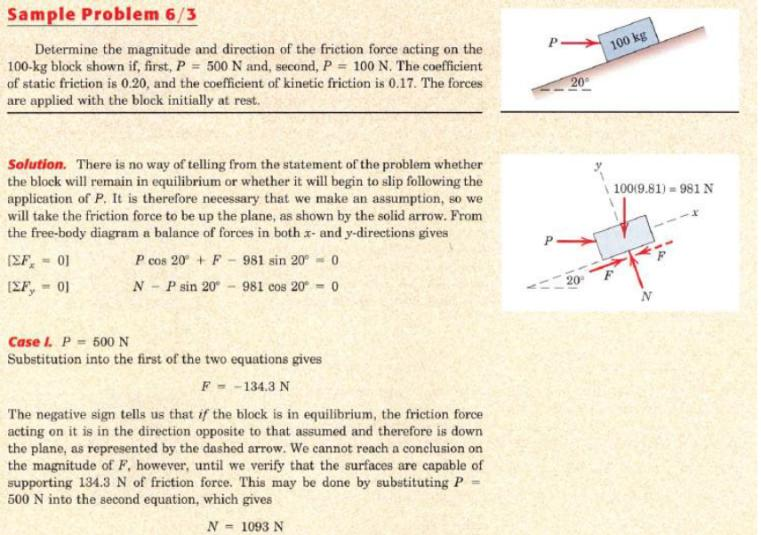 Sample Problem 6/3
Determine the magnitude and direction of the friction force acting on the
100-kg block shown if, first, P = 500 N and, second, P = 100 N. The coefficient
of static friction is 0.20, and the coefficient of kinetic friction is 0.17. The forces
are applied with the block initially at rest.
P
100 kg
20°
Solution. There is no way of telling from the statement of the problem whether
the block will remain in equilibrium or whether it will begin to slip following the
application of P. It is therefore necessary that we make an assumption, so we
will take the friction force to be up the plane, as shown by the solid arrow. From
the free-body diagram a balance of forces in both x- and y-directions gives
[ΣFx = 0] P cos 20° + F − 981 sin 20° = 0
[ΣFy = 0] N − P sin 20° − 981 cos 20° = 0
y
100(9.81) = 981 N
x
P
F
20°
F
N
Case I. P = 500 N
Substitution into the first of the two equations gives
F = −134.3 N
The negative sign tells us that if the block is in equilibrium, the friction force
acting on it is in the direction opposite to that assumed and therefore is down
the plane, as represented by the dashed arrow. We cannot reach a conclusion on
the magnitude of F, however, until we verify that the surfaces are capable of
supporting 134.3 N of friction force. This may be done by substituting P =
500 N into the second equation, which gives
N = 1093 N